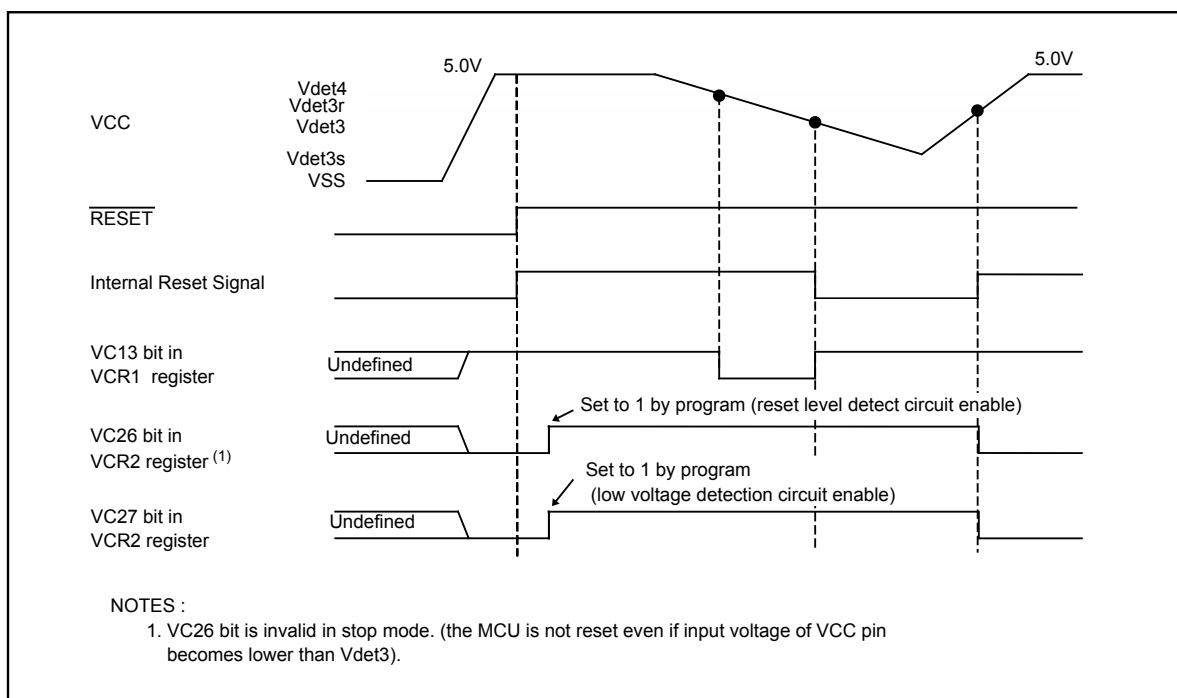 5.0V
5.0V
Vdet4
Vdet3r
Vdet3
VCC
Vdet3s
VSS
RESET
Internal Reset Signal
VC13 bit in
VCR1 register
Undefined
Set to 1 by program (reset level detect circuit enable)
VC26 bit in
VCR2 register (1)
Undefined
Set to 1 by program
(low voltage detection circuit enable)
VC27 bit in
VCR2 register
Undefined
NOTES :
1. VC26 bit is invalid in stop mode. (the MCU is not reset even if input voltage of VCC pin
becomes lower than Vdet3).